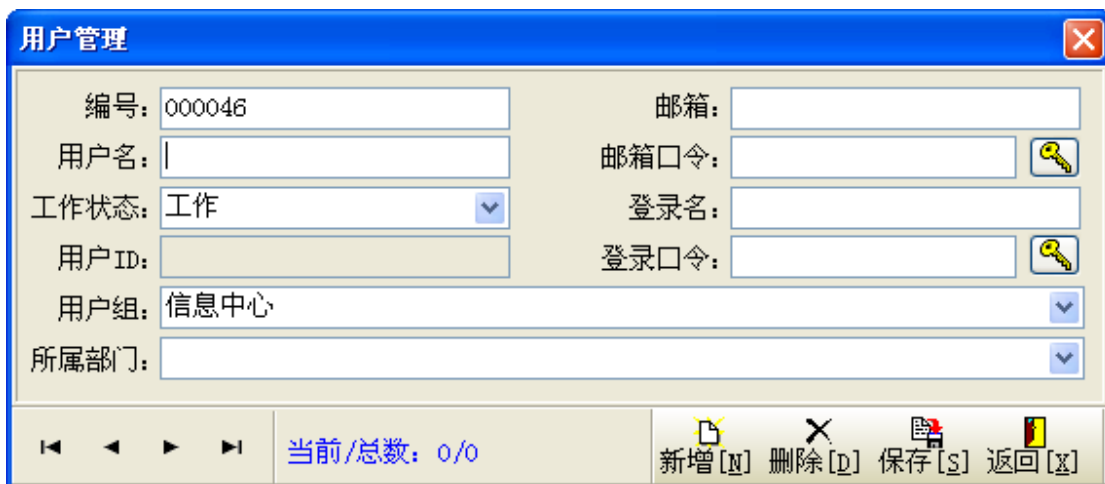 用户管理
编号：000046 邮箱：
用户名： 邮箱口令：
工作状态：工作 登录名：
用户ID： 登录口令：
用户组：信息中心
所属部门：
当前/总数：0/0 新增[N] 删除[D] 保存[S] 返回[X]